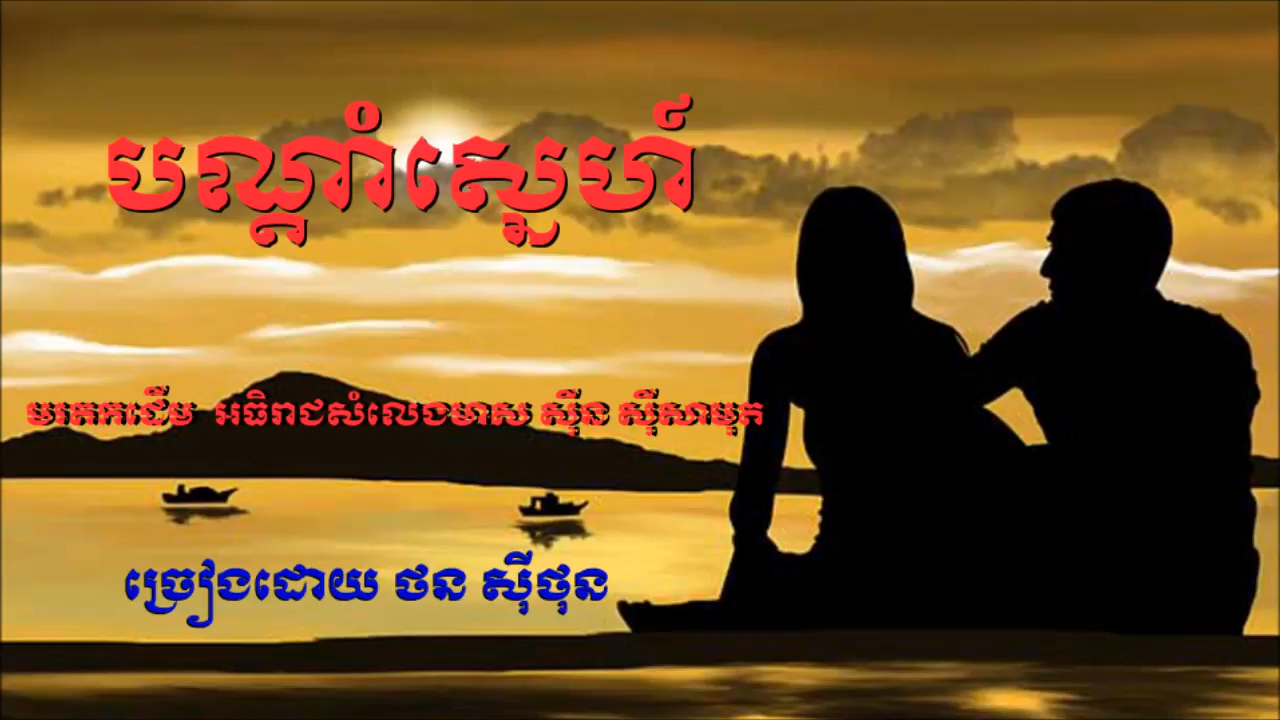 បណ្ដាំស្នេហ៍
មរតកដើម អធិរាជសំលេងមាស ស៊ីន ស៊ីសាមុត
ច្រៀងដោយ ថន ស៊ីថុន